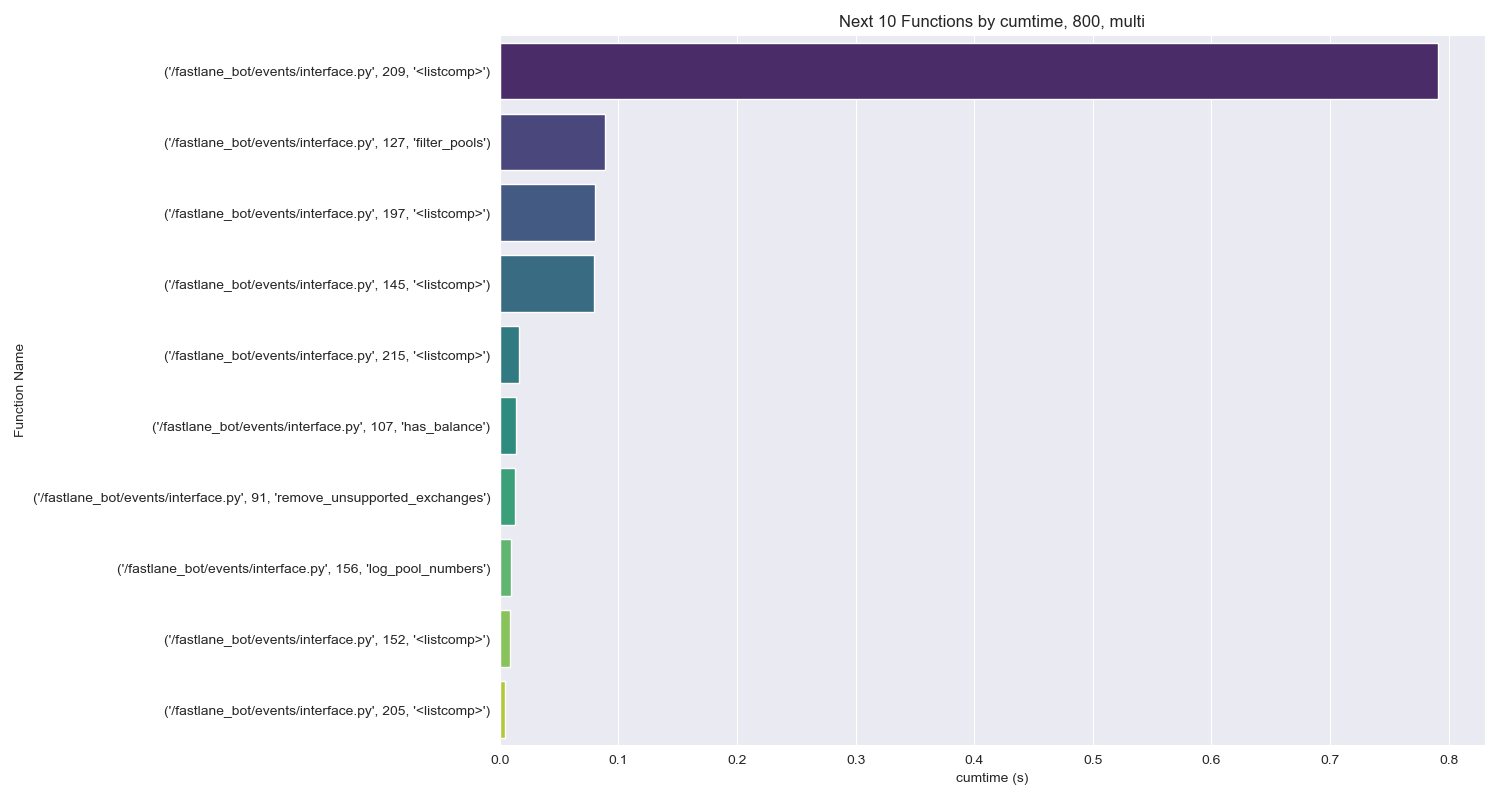 Next 10 Functions by cumtime, 800, multi
('/fastlane_bot/events/interface.py', 209, '<listcomp>')
('/fastlane_bot/events/interface.py', 127, 'filter_pools')
('/fastlane_bot/events/interface.py', 197, '<listcomp>')
('/fastlane_bot/events/interface.py', 145, '<listcomp>')
('/fastlane_bot/events/interface.py', 215, '<listcomp>')
('/fastlane_bot/events/interface.py', 107, 'has_balance')
('/fastlane_bot/events/interface.py', 91, 'remove_unsupported_exchanges')
('/fastlane_bot/events/interface.py', 156, 'log_pool_numbers')
('/fastlane_bot/events/interface.py', 152, '<listcomp>')
('/fastlane_bot/events/interface.py', 205, '<listcomp>')
Function Name
0.0 0.1 0.2 0.3 0.4 0.5 0.6 0.7 0.8
cumtime (s)